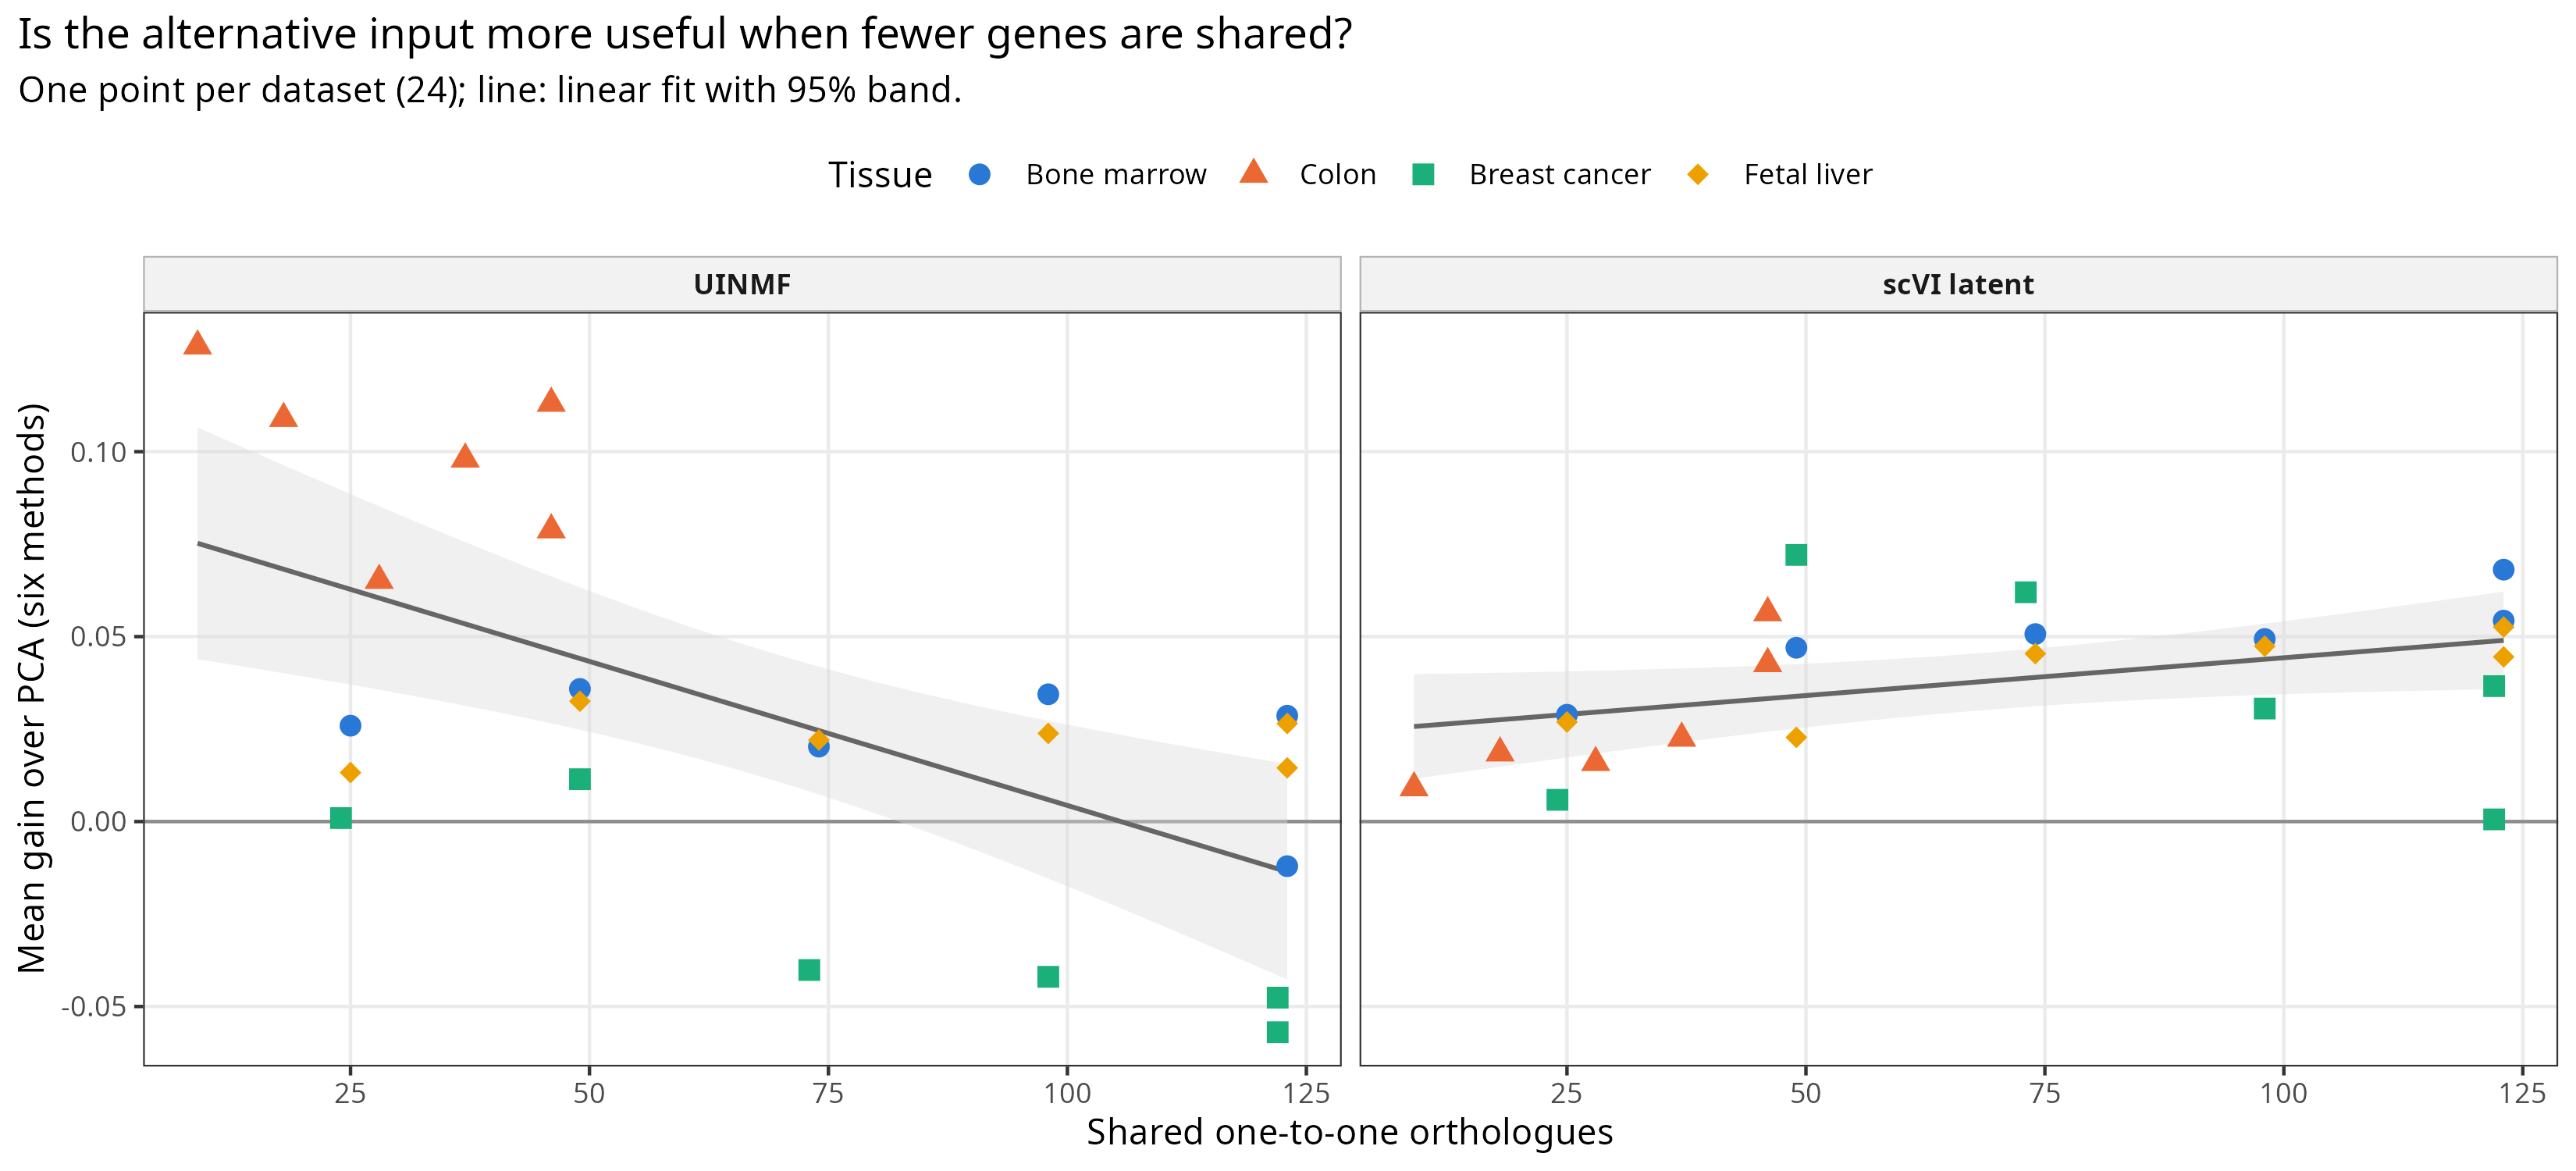 Is the alternative input more useful when fewer genes are shared?
One point per dataset (24); line: linear fit with 95% band.
Tissue Bone marrow Colon Breast cancer Fetal liver
UINMF scVI latent
Mean gain over PCA (six methods)
0.10
0.05
0.00
-0.05
25 50 75 100 125 25 50 75 100 125
Shared one-to-one orthologues